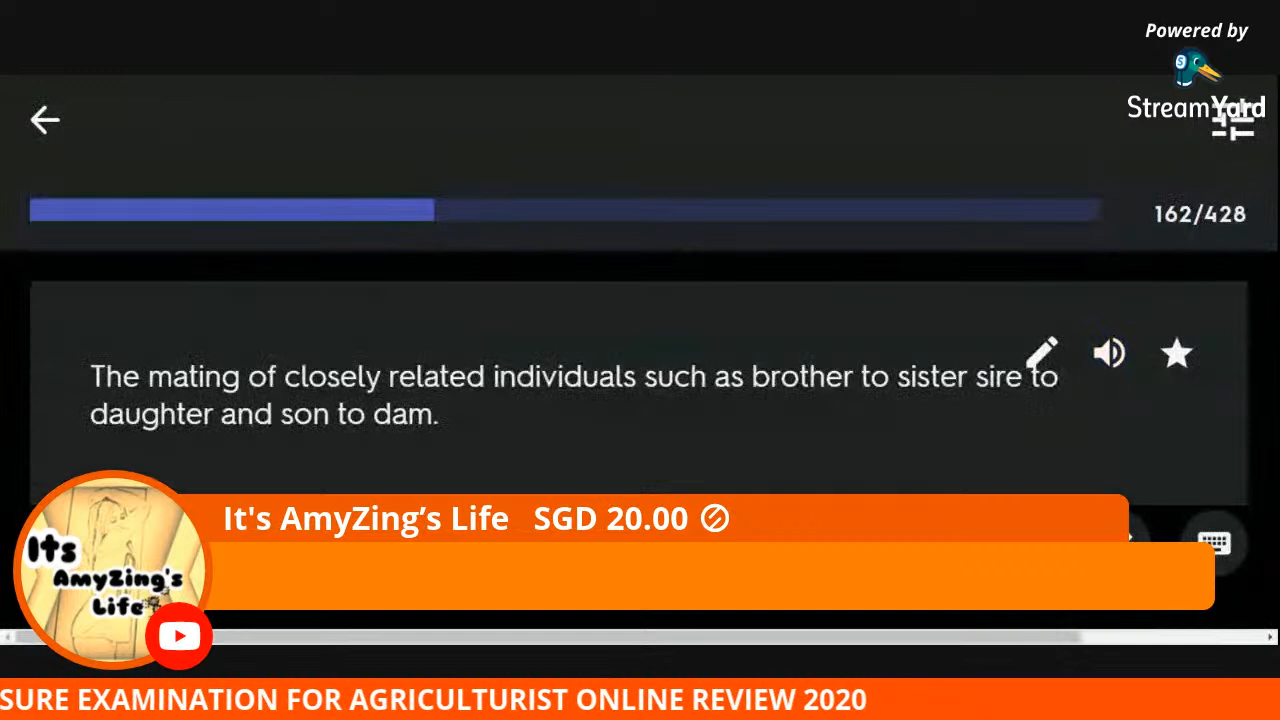 Powered by
StreamYard
162/428
The mating of closely related individuals such as brother to sister sire to
daughter and son to dam.
It's AmyZing's Life SGD 20.00
Its
AmyZing's
Life
SURE EXAMINATION FOR AGRICULTURIST ONLINE REVIEW 2020